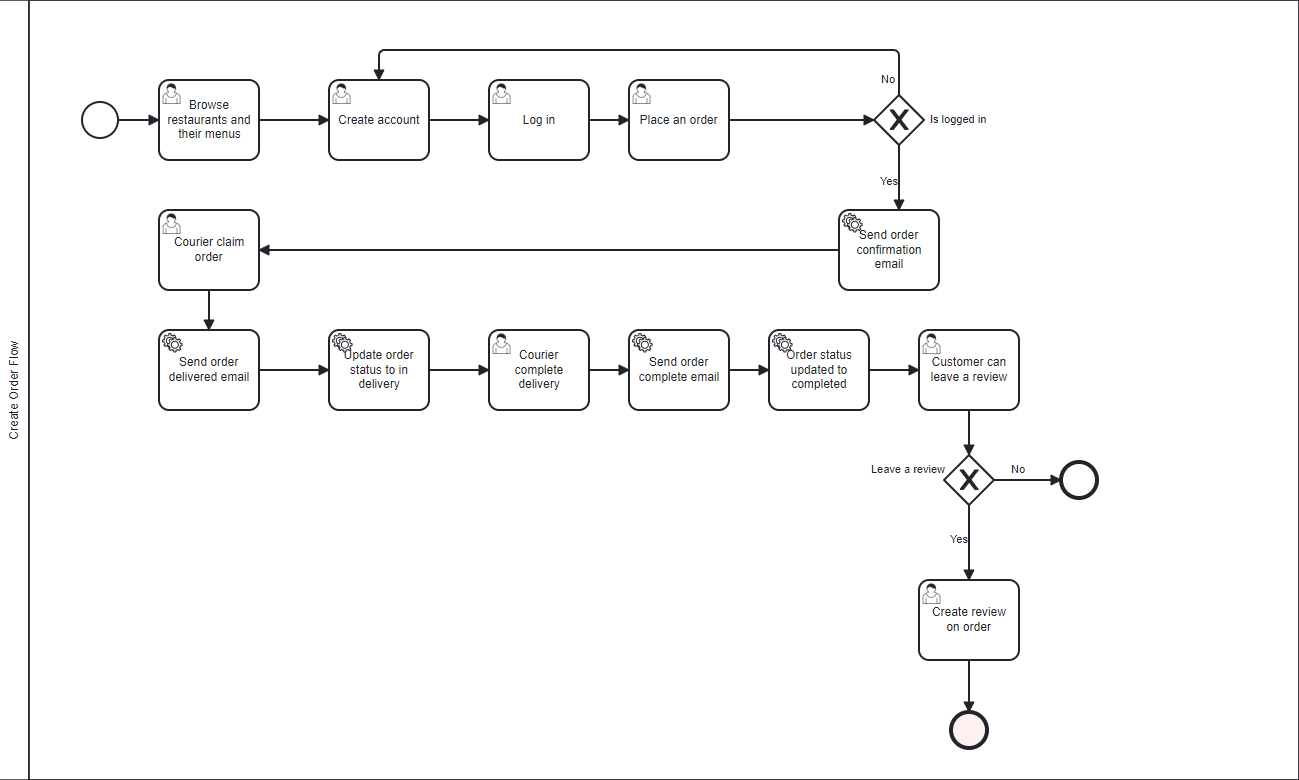 Create Order Flow
Browse
restaurants and
their menus
Create account
Log in
Place an order
No
Is logged in
Yes
Courier claim
order
Send order
confirmation
email
Send order
delivered email
Update order
status to in
delivery
Courier
complete
delivery
Send order
complete email
Order status
updated to
completed
Customer can
leave a review
Leave a review
No
Yes
Create review
on order